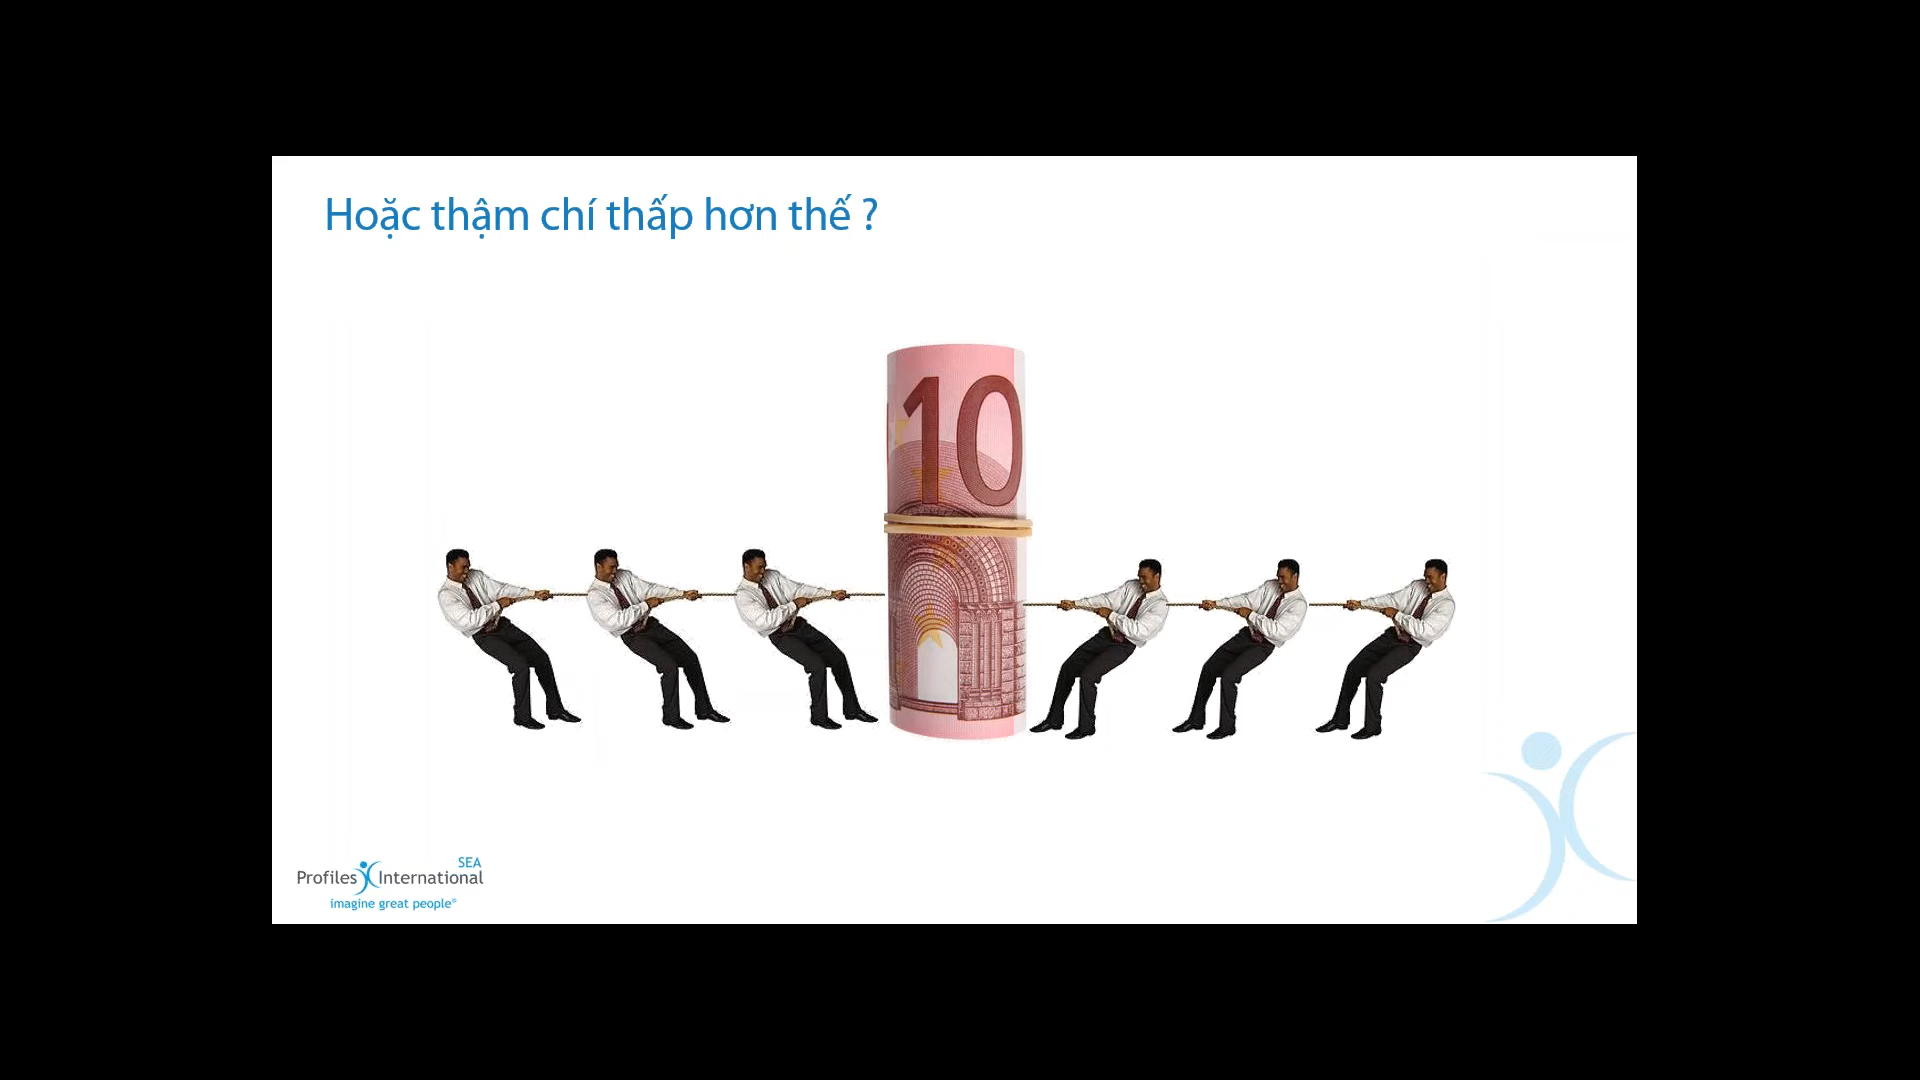 Hoặc thậm chí thấp hơn thế ?
10
SEA
Profiles International
imagine great people®